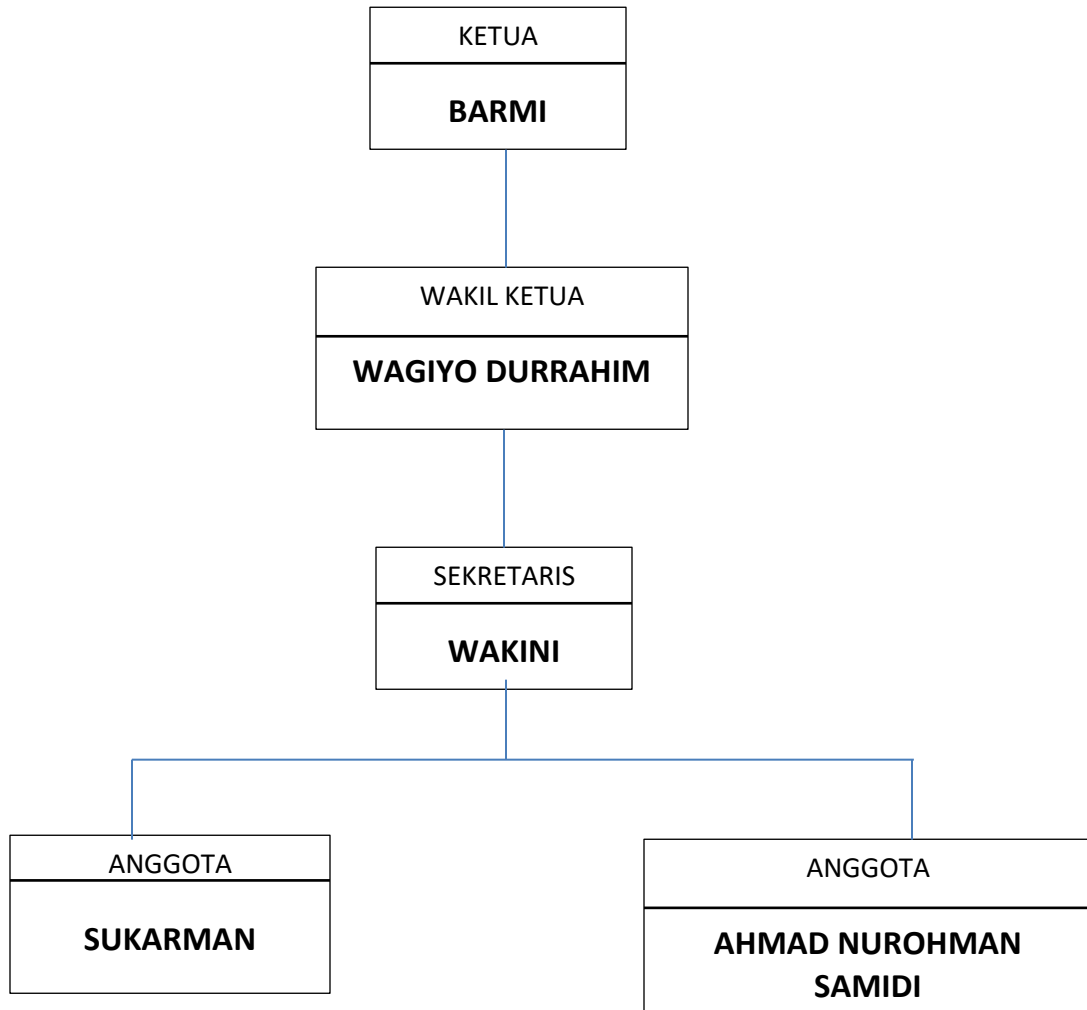 KETUA
BARMI
WAKIL KETUA
WAGIYO DURRAHIM
SEKRETARIS
WAKINI
ANGGOTA
SUKARMAN
ANGGOTA
AHMAD NUROHMAN
SAMIDI